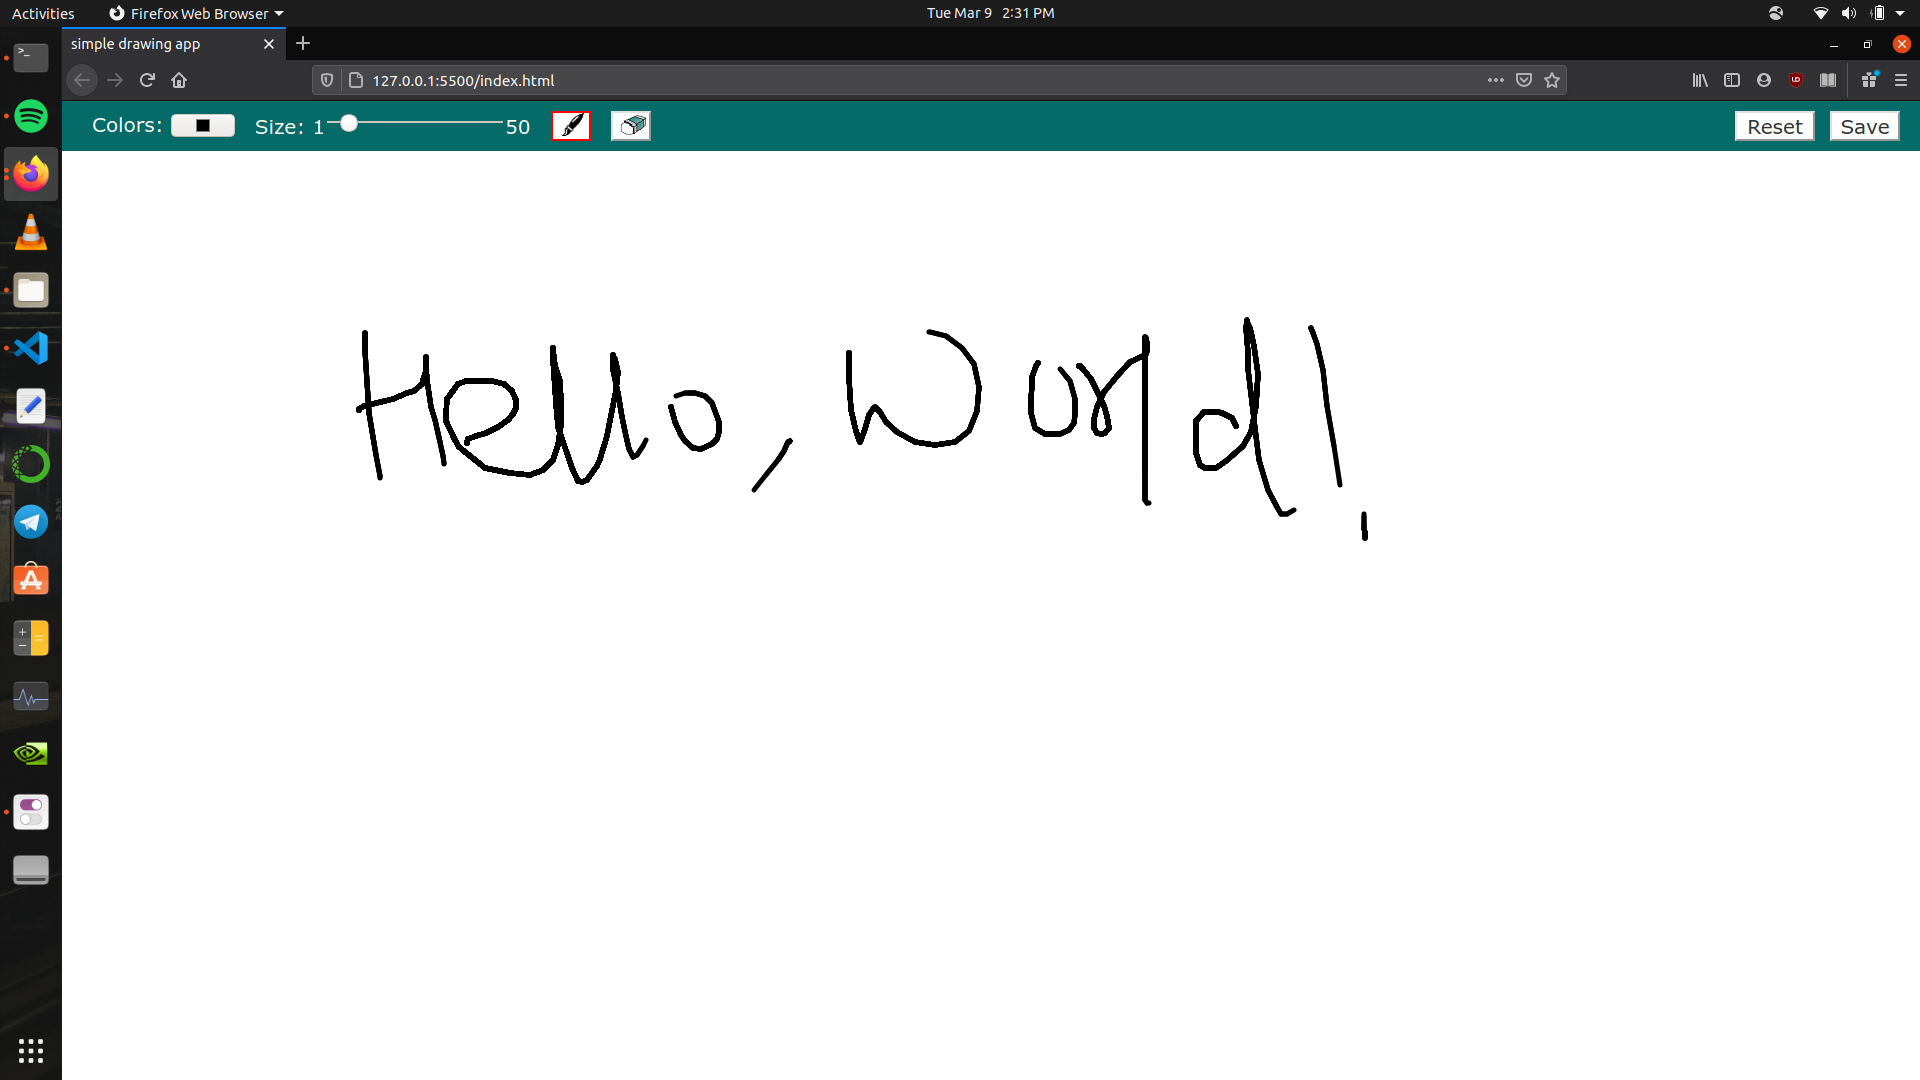 Activities Firefox Web Browser Tue Mar 9 2:31 PM
simple drawing app
127.0.0.1:5500/index.html
Colors: Size: 1 50 Reset Save
Hello, World!